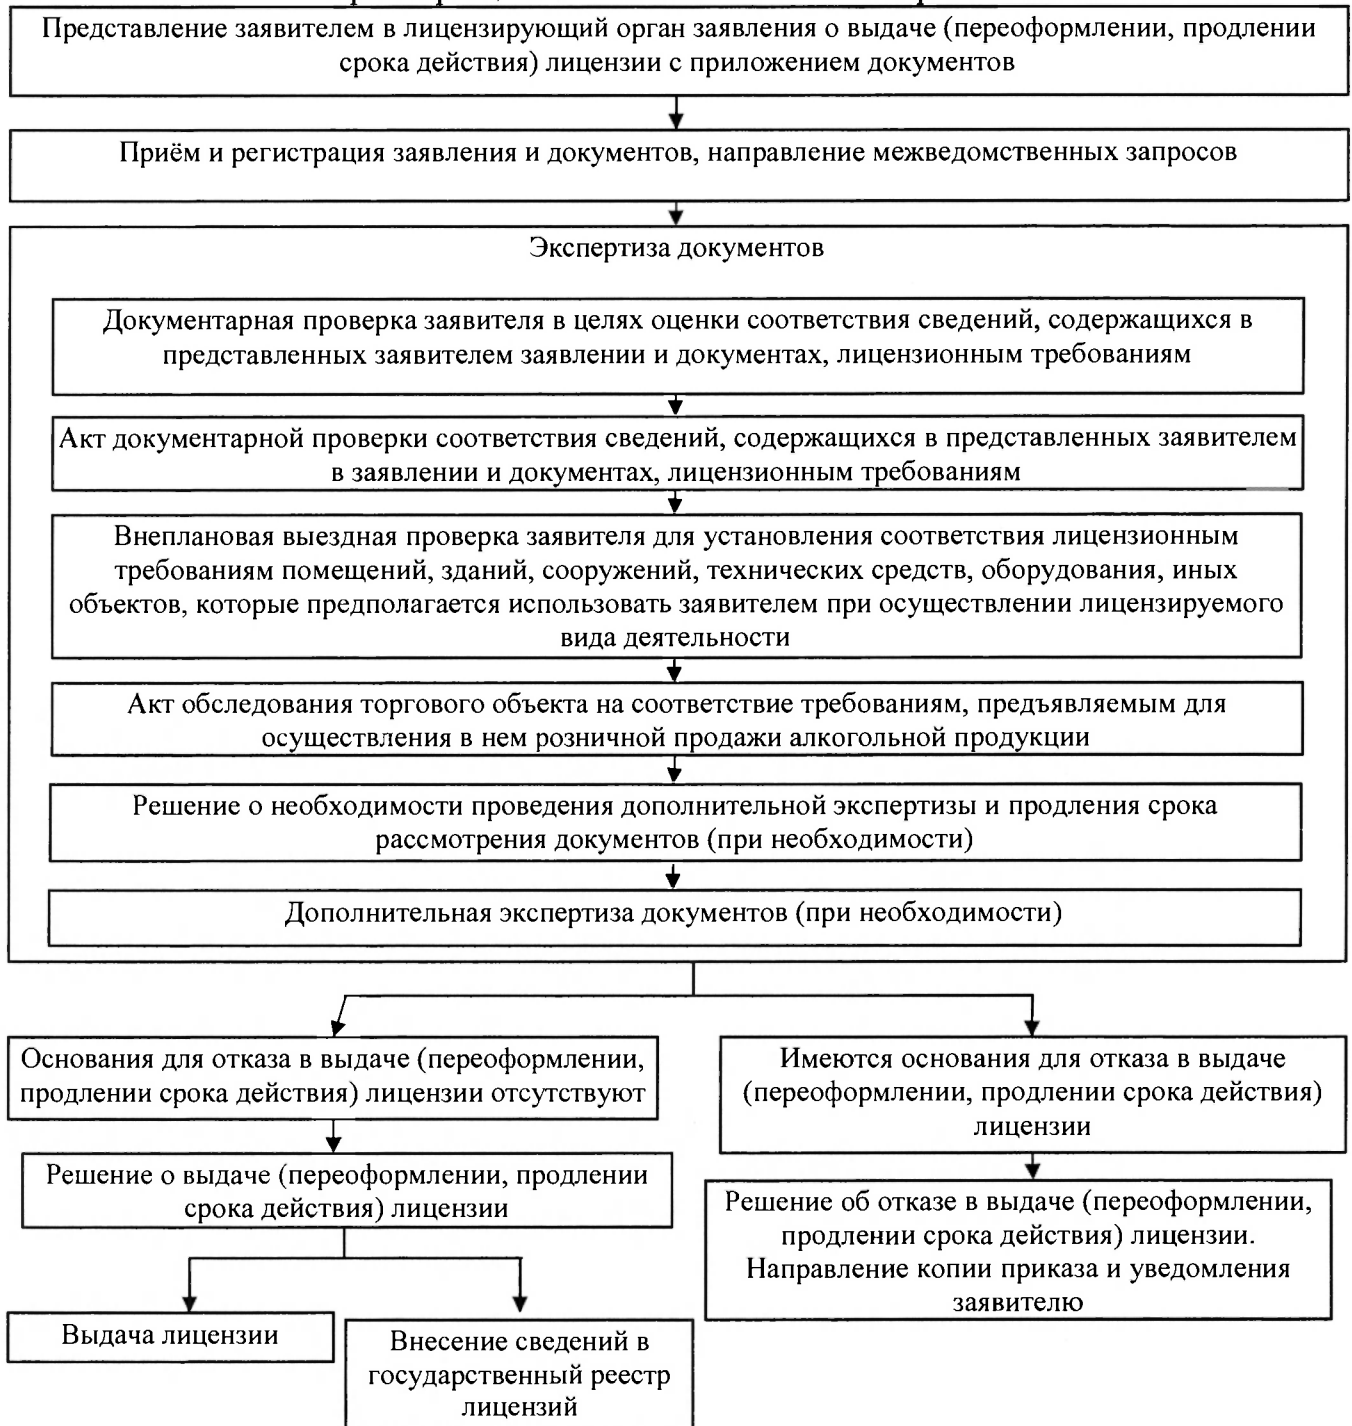 Представление заявителем в лицензирующий орган заявления о выдаче (переоформлении, продлении
срока действия) лицензии с приложением документов
Приём и регистрация заявления и документов, направление межведомственных запросов
Экспертиза документов
Документарная проверка заявителя в целях оценки соответствия сведений, содержащихся в
представленных заявителем заявлении и документах, лицензионным требованиям
Акт документарной проверки соответствия сведений, содержащихся в представленных заявителем
в заявлении и документах, лицензионным требованиям
Внеплановая выездная проверка заявителя для установления соответствия лицензионным
требованиям помещений, зданий, сооружений, технических средств, оборудования, иных
объектов, которые предполагается использовать заявителем при осуществлении лицензируемого
вида деятельности
Акт обследования торгового объекта на соответствие требованиям, предъявляемым для
осуществления в нем розничной продажи алкогольной продукции
Решение о необходимости проведения дополнительной экспертизы и продления срока
рассмотрения документов (при необходимости)
Дополнительная экспертиза документов (при необходимости)
Основания для отказа в выдаче (переоформлении,
продлении срока действия) лицензии отсутствуют
Решение о выдаче (переоформлении, продлении
срока действия) лицензии
Выдача лицензии
Внесение сведений в
государственный реестр
лицензий
Имеются основания для отказа в выдаче
(переоформлении, продлении срока действия)
лицензии
Решение об отказе в выдаче (переоформлении,
продлении срока действия) лицензии.
Направление копии приказа и уведомления
заявителю